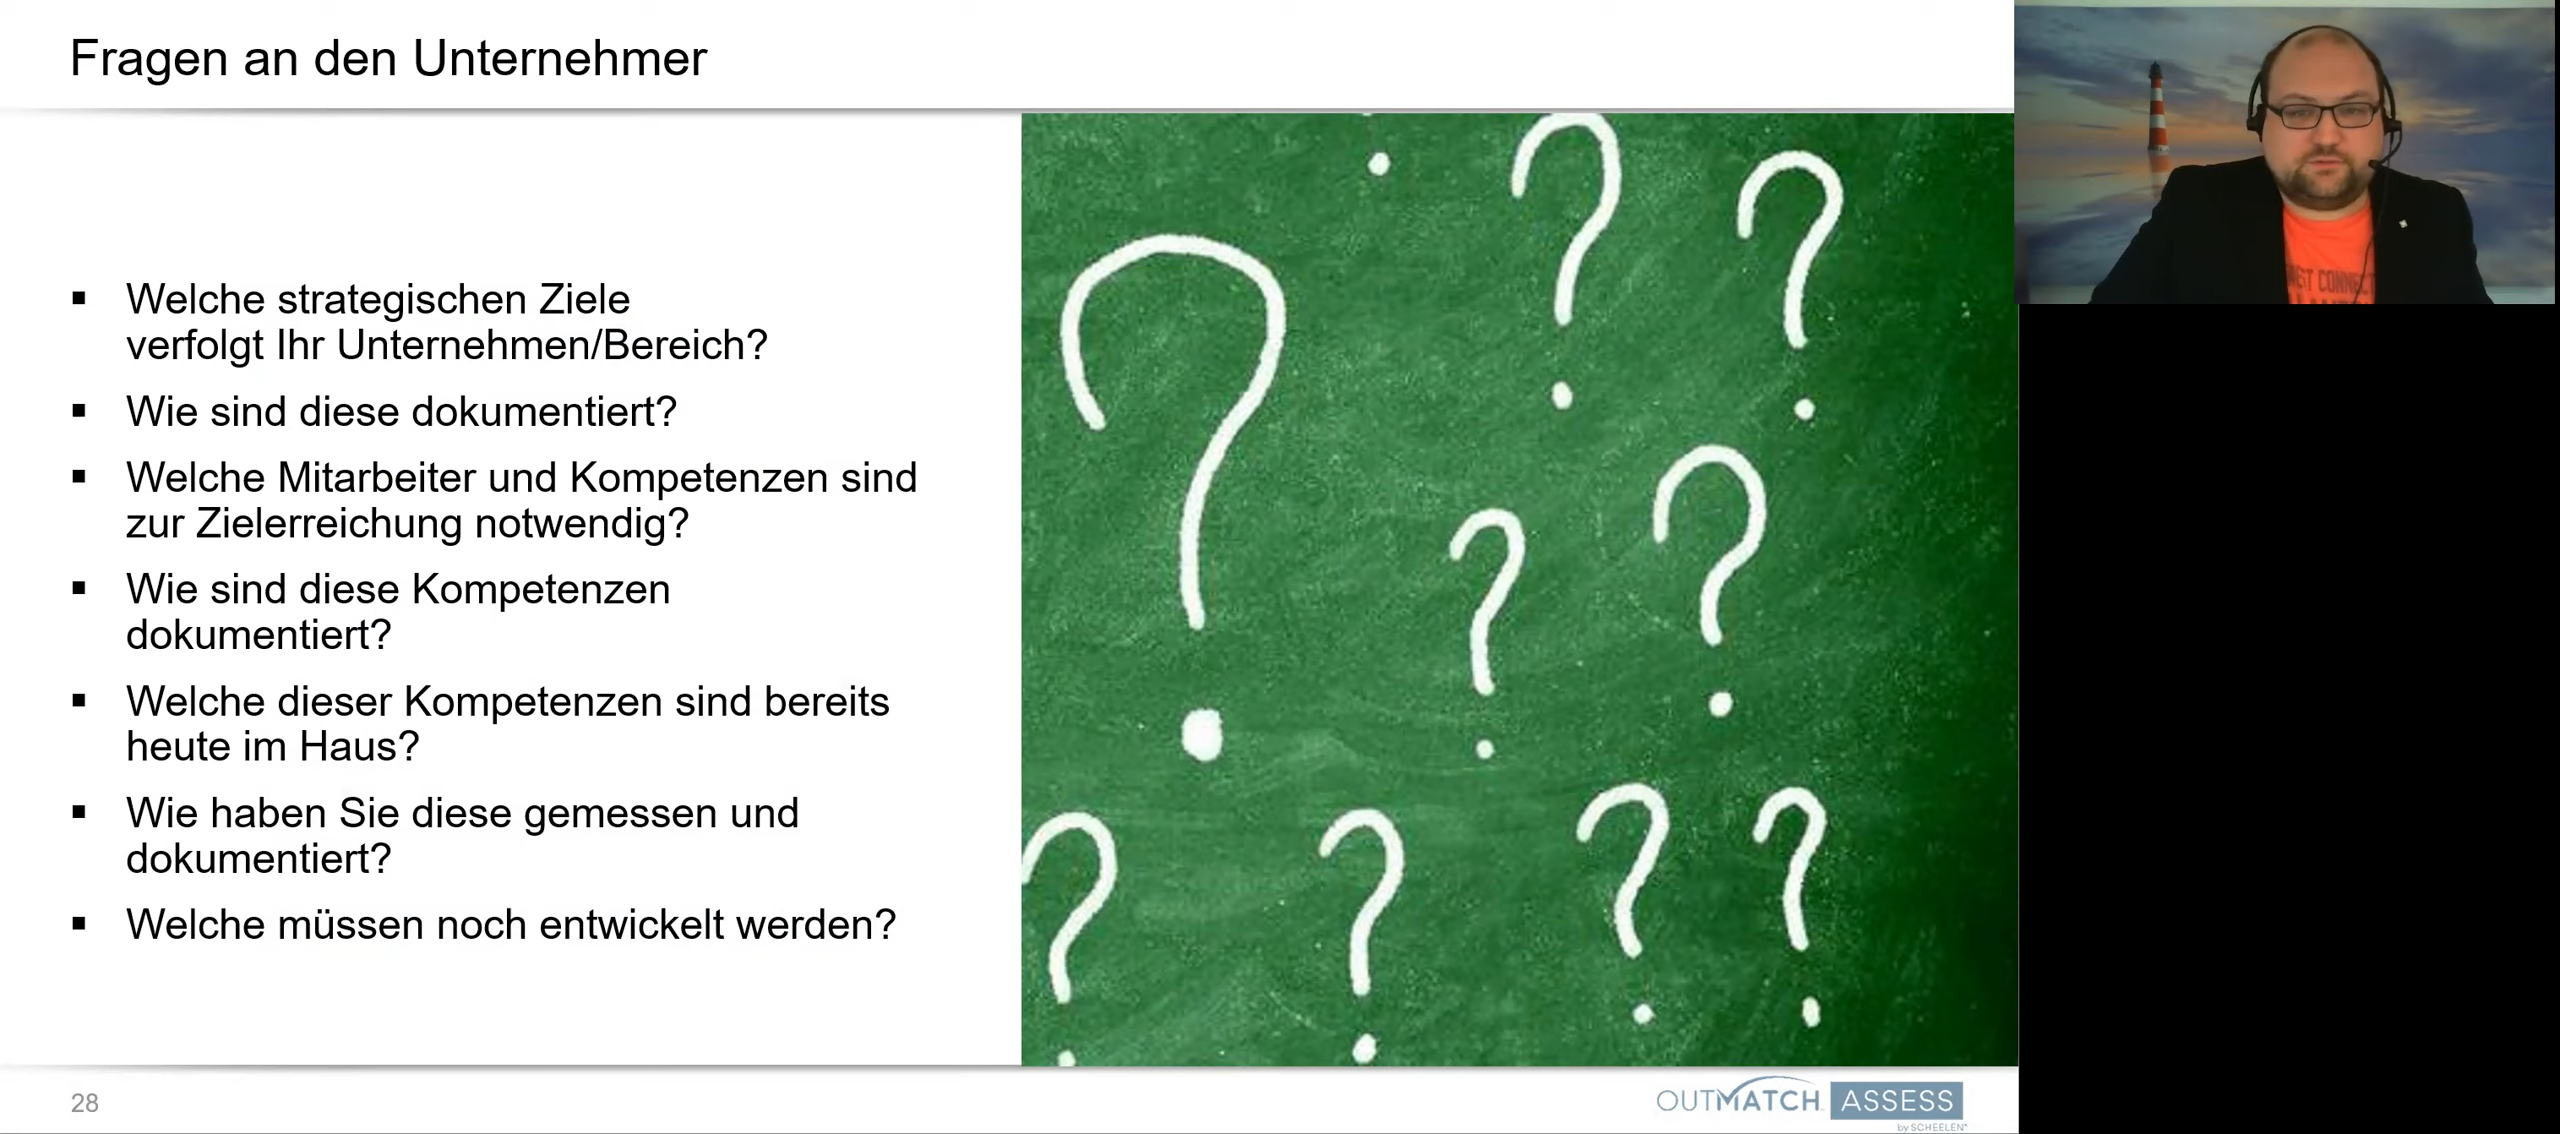 Fragen an den Unternehmer
▪ Welche strategischen Ziele
verfolgt Ihr Unternehmen/Bereich?
▪ Wie sind diese dokumentiert?
▪ Welche Mitarbeiter und Kompetenzen sind
zur Zielerreichung notwendig?
▪ Wie sind diese Kompetenzen
dokumentiert?
▪ Welche dieser Kompetenzen sind bereits
heute im Haus?
▪ Wie haben Sie diese gemessen und
dokumentiert?
▪ Welche müssen noch entwickelt werden?
28
OUTMATCH ASSESS
by SCHEELEN®
CONNECT